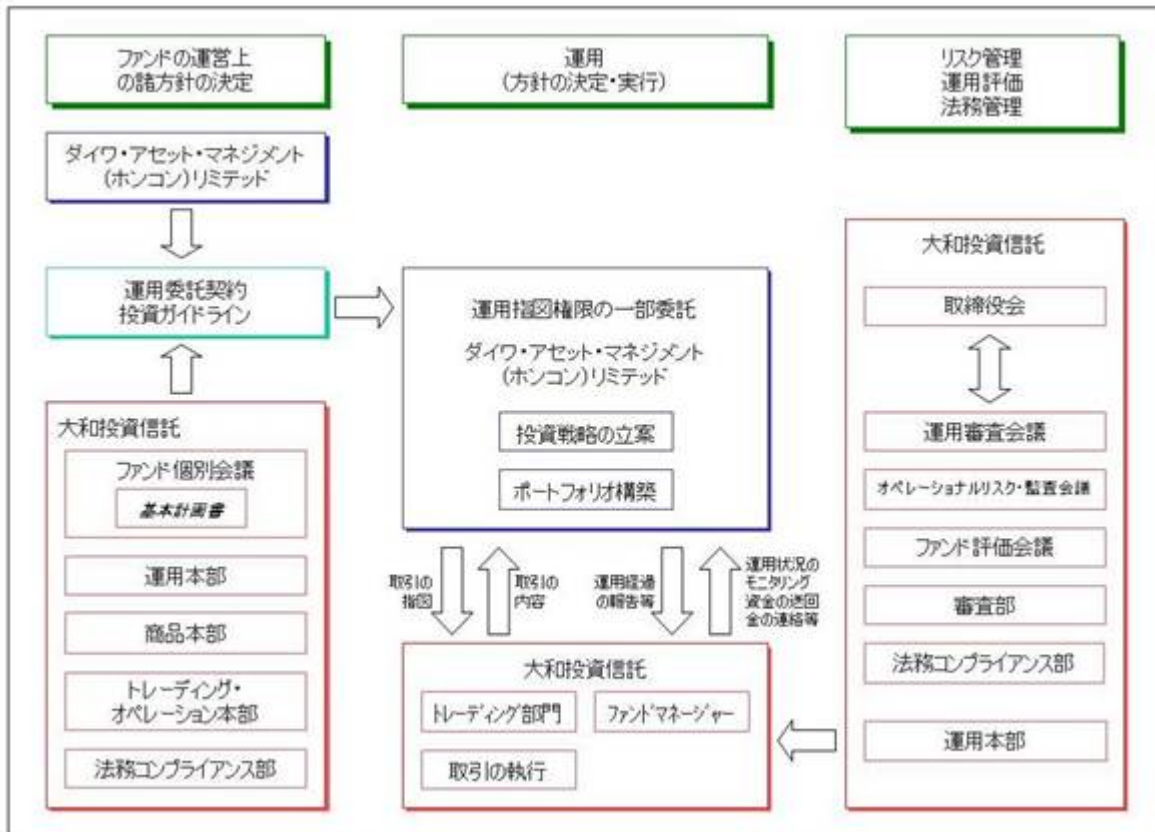 ファンドの運営上
の諸方針の決定
運用
(方針の決定・実行)
リスク管理
運用評価
法務管理
ダイワ・アセット・マネジメント
(ホンコン)リミテッド
運用委託契約
投資ガイドライン
大和投資信託
ファンド個別会議
基本計画書
運用本部
商品本部
トレーディング・
オペレーション本部
法務コンプライアンス部
運用指図権限の一部委託
ダイワ・アセット・マネジメント
(ホンコン)リミテッド
投資戦略の立案
ポートフォリオ構築
取引の
指図
取引の
内容
運用経過
の報告等
運用状況の
モニタリング
資金の送回
金の連絡等
大和投資信託
トレーディング部門
ファンドマネージャー
取引の執行
大和投資信託
取締役会
運用審査会議
オペレーショナルリスク・監査会議
ファンド評価会議
審査部
法務コンプライアンス部
運用本部